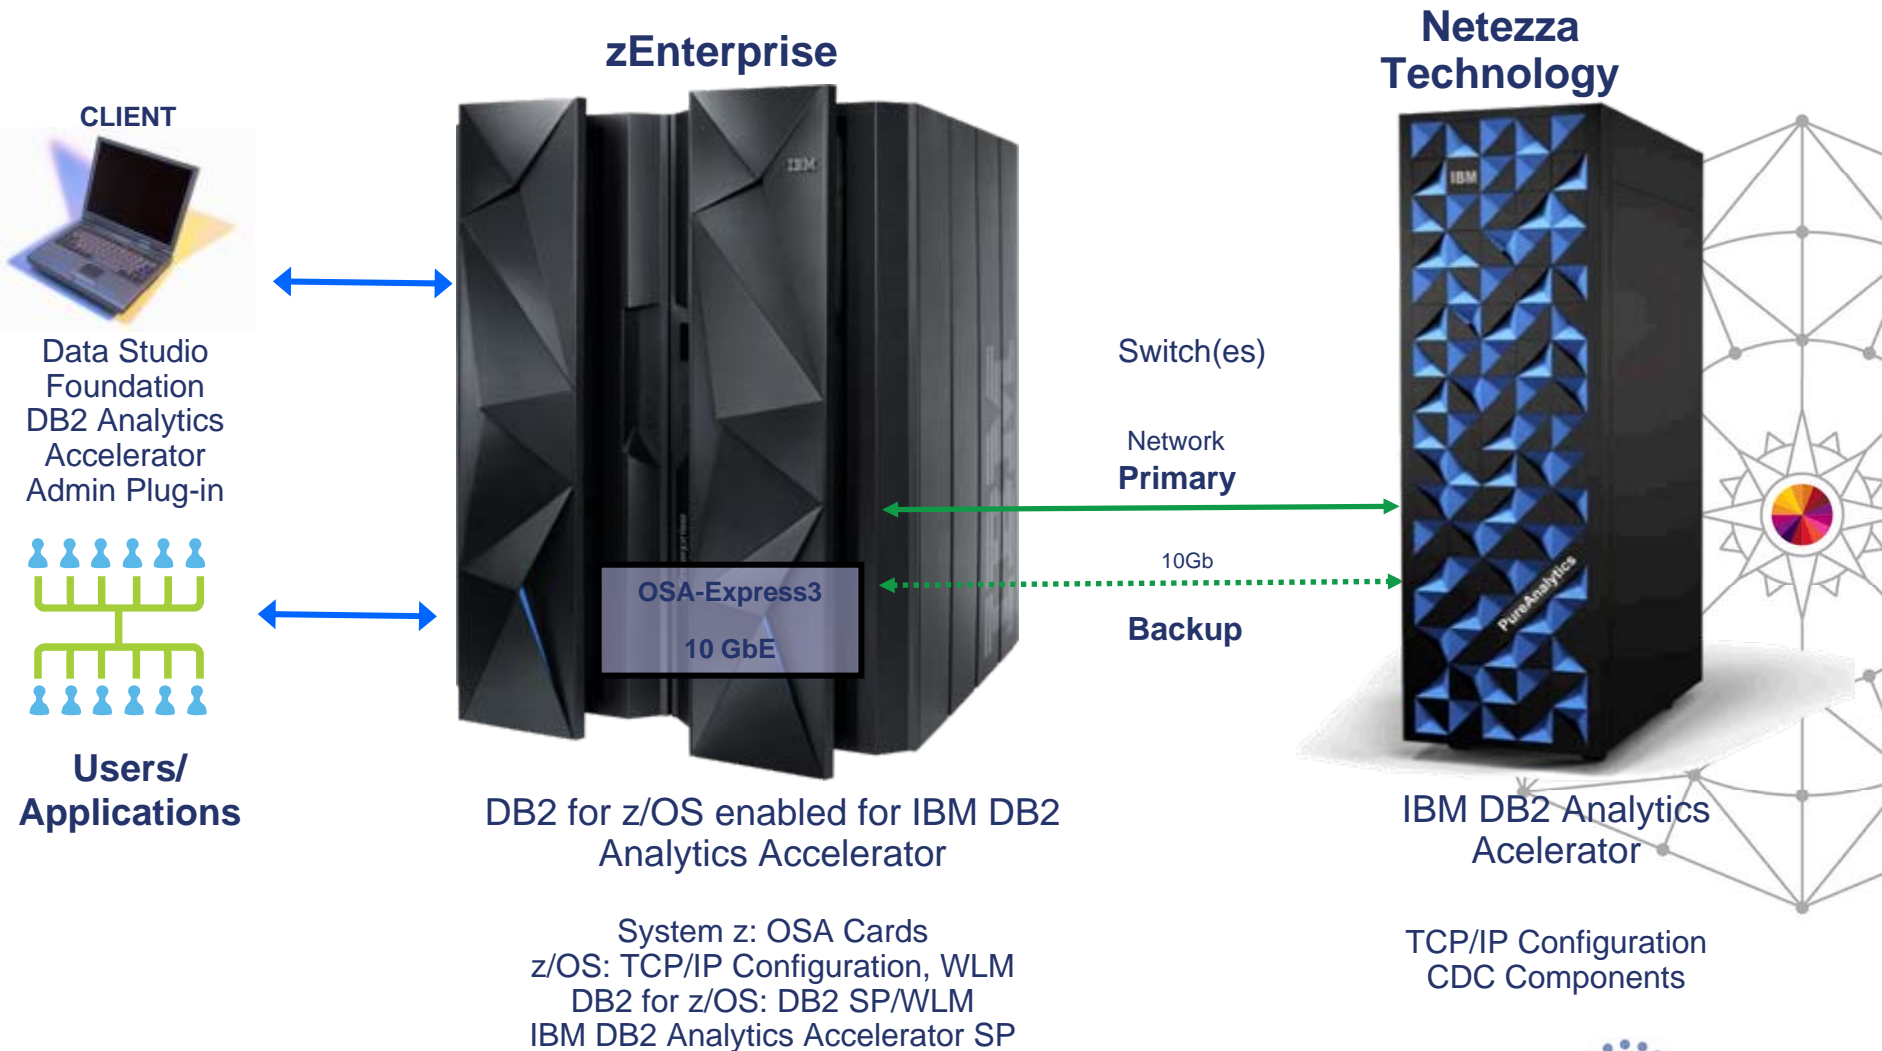 zEnterprise
Netezza
Technology
CLIENT
IBM
IBM
Data Studio
Foundation
DB2 Analytics
Accelerator
Admin Plug-in
Switch(es)
Network
Primary
10Gb
Backup
OSA-Express3
10 GbE
PureAnalytics
Users/
Applications
DB2 for z/OS enabled for IBM DB2
Analytics Accelerator
IBM DB2 Analytics
Acelerator
System z: OSA Cards
z/OS: TCP/IP Configuration, WLM
DB2 for z/OS: DB2 SP/WLM
IBM DB2 Analytics Accelerator SP
TCP/IP Configuration
CDC Components